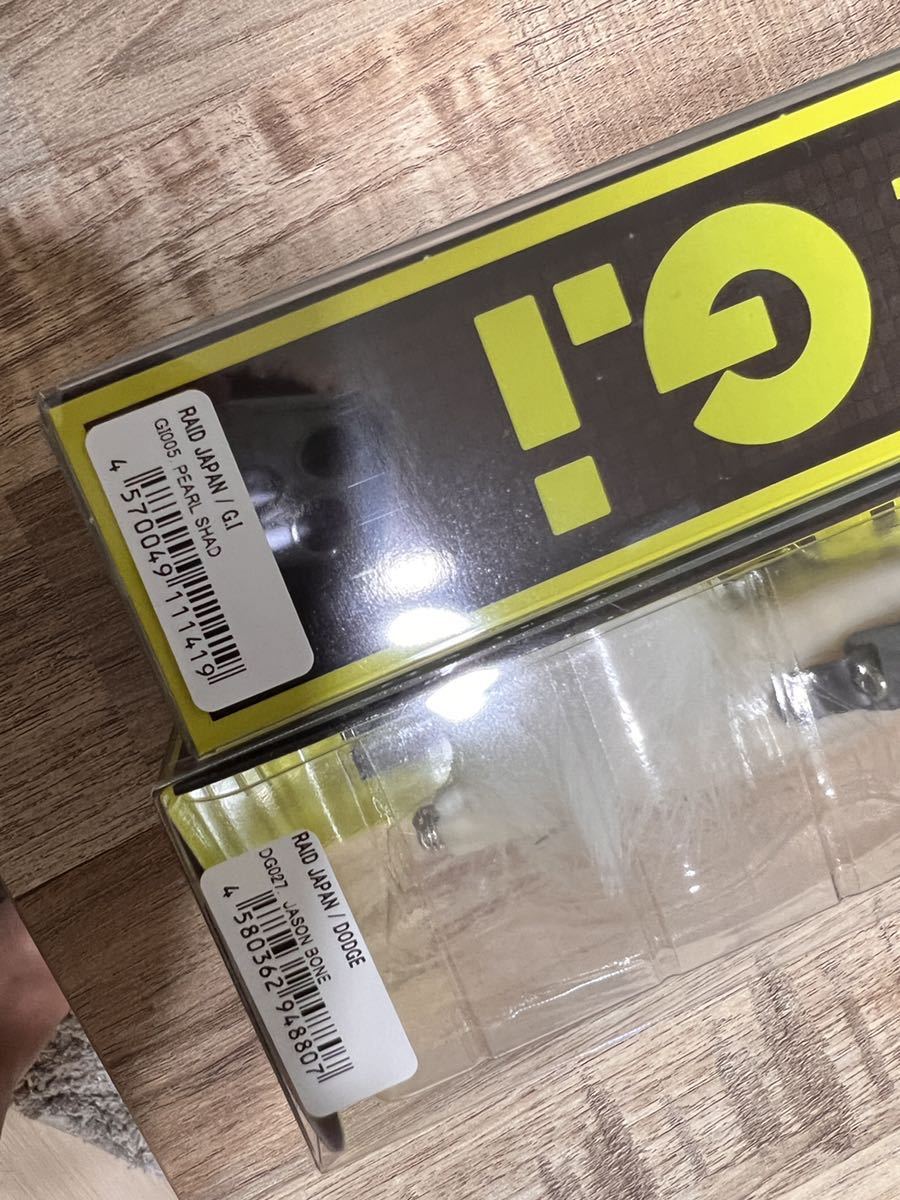 G.I
RAID JAPAN / G.I
GI005 PEARL SHAD
4 570049 111419
RAID JAPAN / DODGE
DG027. JASON BONE
4 580362 948807